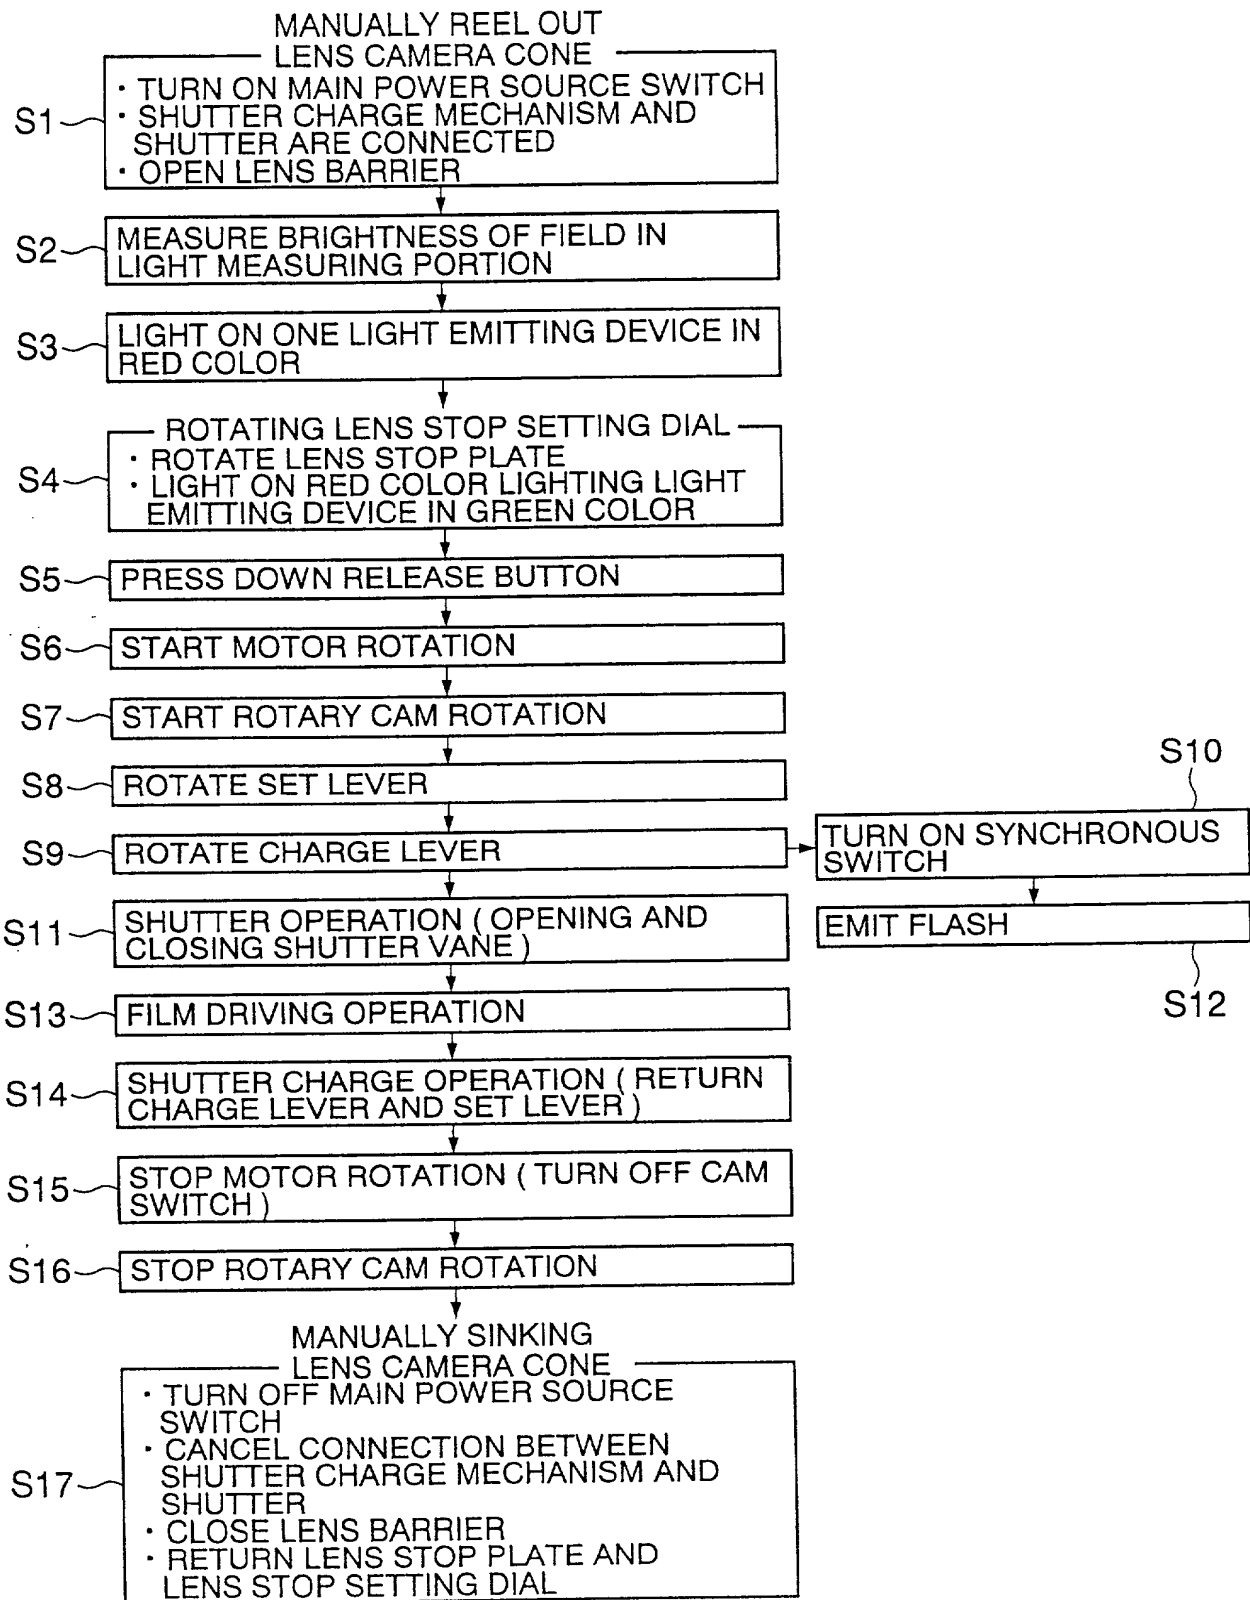 MANUALLY REEL OUT
LENS CAMERA CONE
S1
・TURN ON MAIN POWER SOURCE SWITCH
・SHUTTER CHARGE MECHANISM AND
SHUTTER ARE CONNECTED
・OPEN LENS BARRIER
S2
MEASURE BRIGHTNESS OF FIELD IN
LIGHT MEASURING PORTION
S3
LIGHT ON ONE LIGHT EMITTING DEVICE IN
RED COLOR
ROTATING LENS STOP SETTING DIAL
S4
・ROTATE LENS STOP PLATE
・LIGHT ON RED COLOR LIGHTING LIGHT
EMITTING DEVICE IN GREEN COLOR
S5
PRESS DOWN RELEASE BUTTON
S6
START MOTOR ROTATION
S7
START ROTARY CAM ROTATION
S8
ROTATE SET LEVER
S9
ROTATE CHARGE LEVER
S10
TURN ON SYNCHRONOUS
SWITCH
S11
SHUTTER OPERATION ( OPENING AND
CLOSING SHUTTER VANE )
EMIT FLASH
S12
S13
FILM DRIVING OPERATION
S14
SHUTTER CHARGE OPERATION ( RETURN
CHARGE LEVER AND SET LEVER )
S15
STOP MOTOR ROTATION ( TURN OFF CAM
SWITCH )
S16
STOP ROTARY CAM ROTATION
MANUALLY SINKING
LENS CAMERA CONE
S17
・TURN OFF MAIN POWER SOURCE
SWITCH
・CANCEL CONNECTION BETWEEN
SHUTTER CHARGE MECHANISM AND
SHUTTER
・CLOSE LENS BARRIER
・RETURN LENS STOP PLATE AND
LENS STOP SETTING DIAL